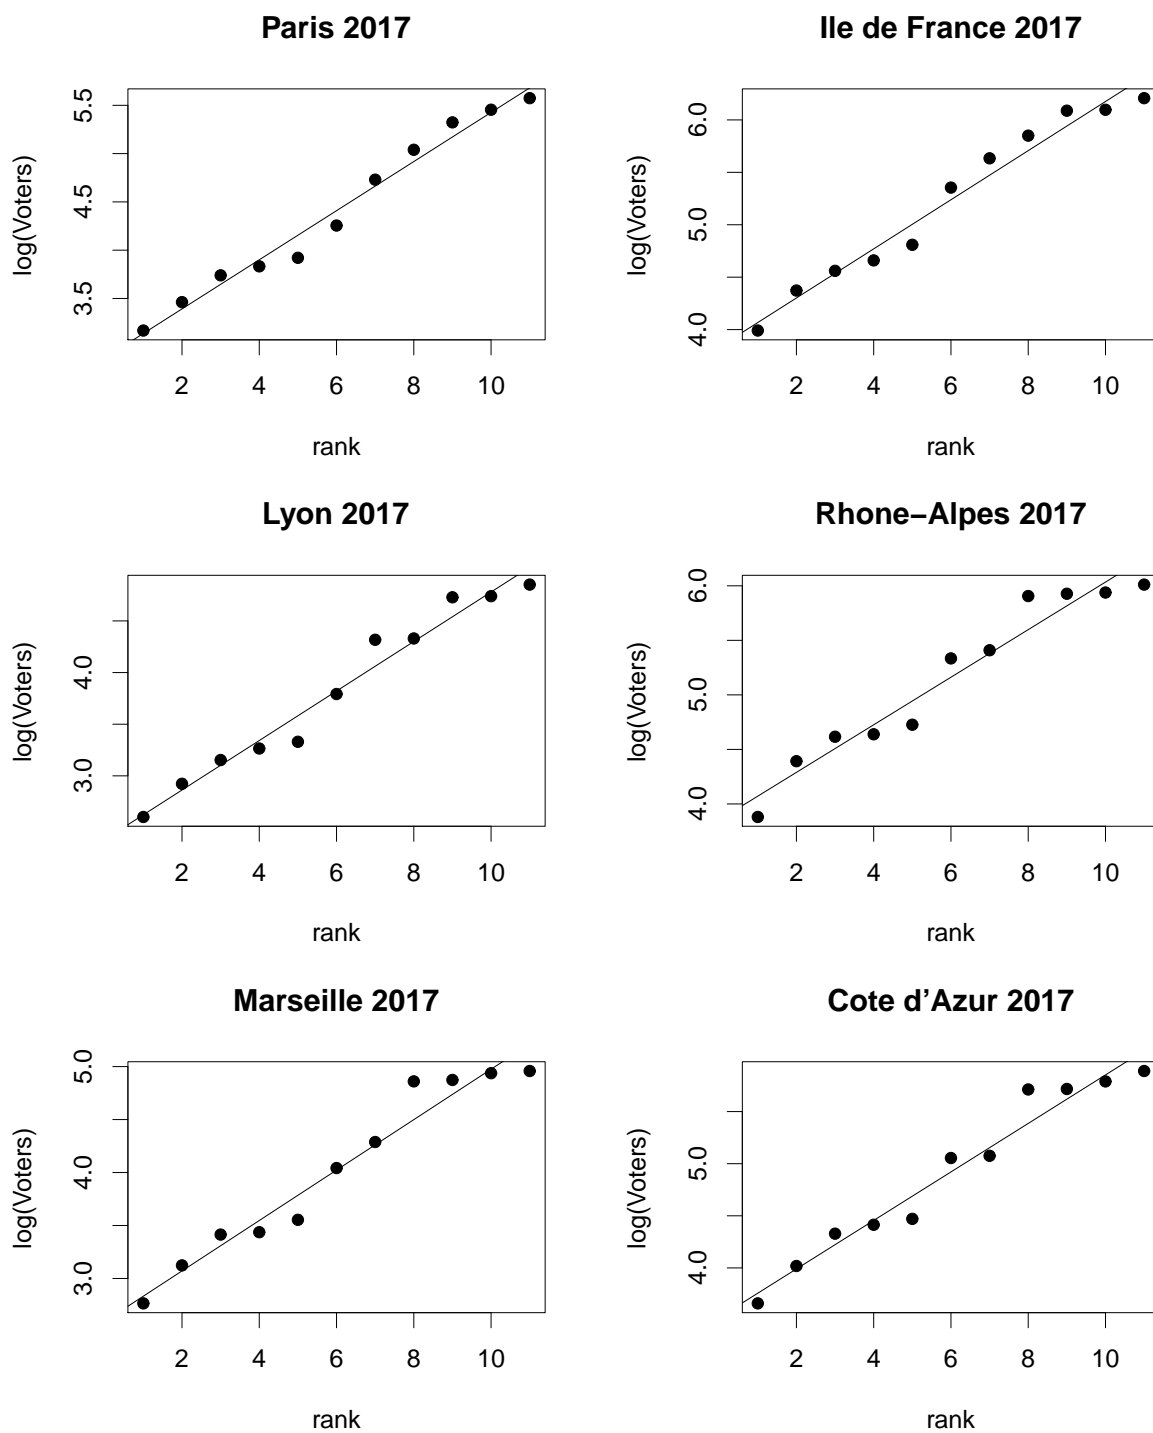 Paris 2017
log(Voters)
5.5
4.5
3.5
2 4 6 8 10
rank
Ile de France 2017
log(Voters)
6.0
5.0
4.0
2 4 6 8 10
rank
Lyon 2017
log(Voters)
4.0
3.0
2 4 6 8 10
rank
Rhone−Alpes 2017
log(Voters)
6.0
5.0
4.0
2 4 6 8 10
rank
Marseille 2017
log(Voters)
5.0
4.0
3.0
2 4 6 8 10
rank
Cote d’Azur 2017
log(Voters)
5.0
4.0
2 4 6 8 10
rank